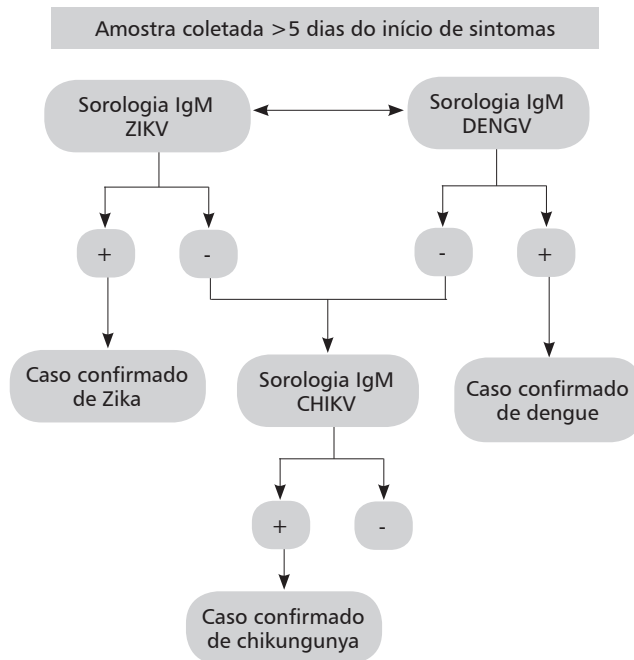 Amostra coletada >5 dias do início de sintomas
Sorologia IgM
ZIKV
Sorologia IgM
DENGV
+
-
-
+
Caso confirmado
de Zika
Sorologia IgM
CHIKV
Caso confirmado
de dengue
+
-
Caso confirmado
de chikungunya